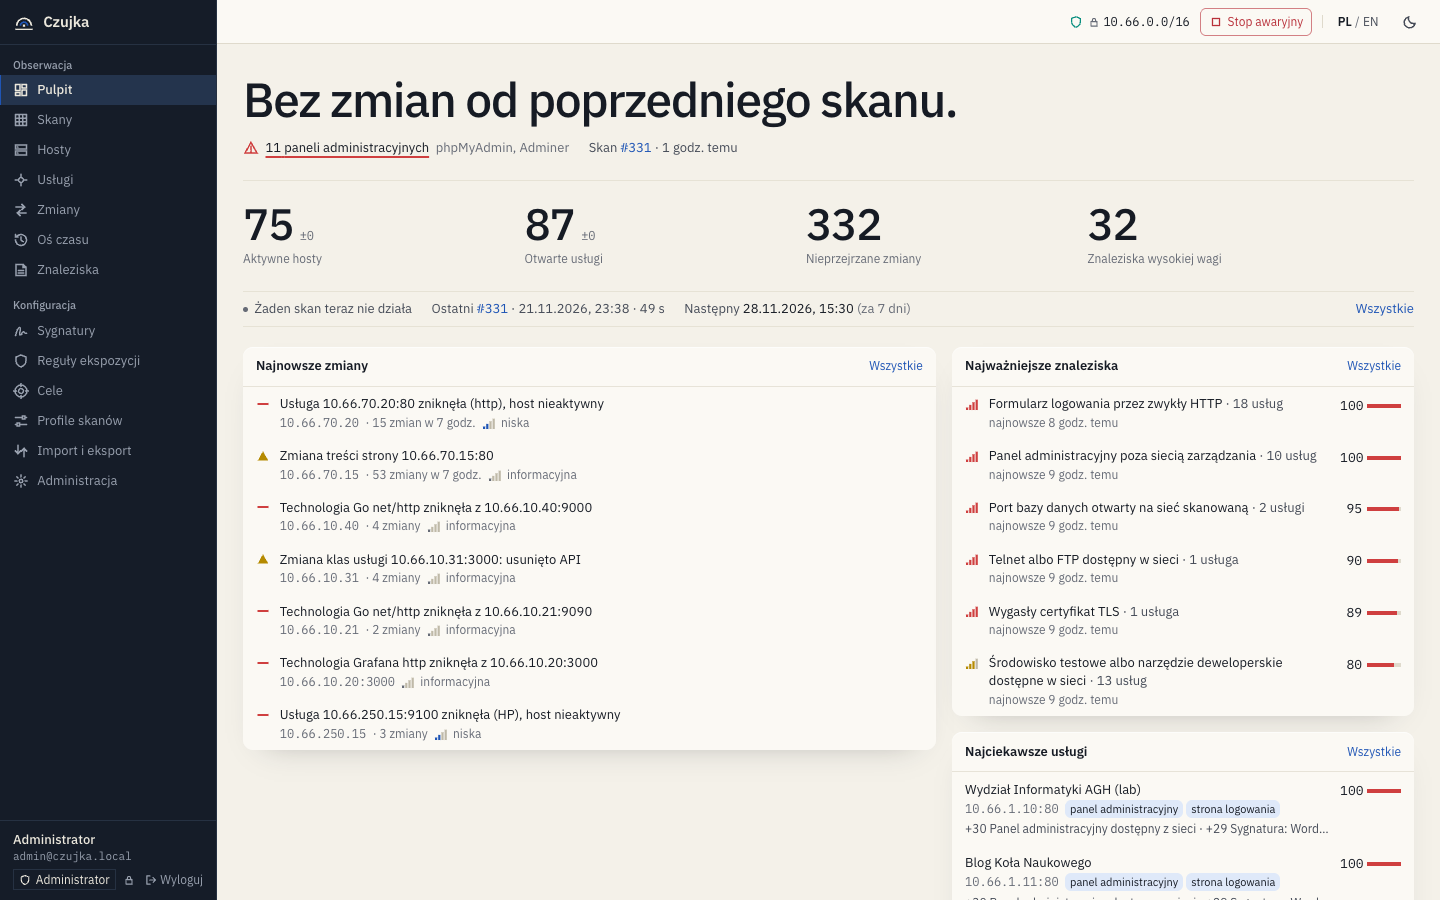 Czujka
Obserwacja
Pulpit
Skany
Hosty
Usługi
Zmiany
Oś czasu
Znaleziska
Konfiguracja
Sygnatury
Reguły ekspozycji
Cele
Profile skanów
Import i eksport
Administracja
Administrator
admin@czujka.local
Administrator
Wyloguj
10.66.0.0/16
Stop awaryjny
PL / EN
Bez zmian od poprzedniego skanu.
11 paneli administracyjnych phpMyAdmin, Adminer Skan #331 · 1 godz. temu
75 ±0
Aktywne hosty
87 ±0
Otwarte usługi
332
Nieprzejrzane zmiany
32
Znaleziska wysokiej wagi
Żaden skan teraz nie działa Ostatni #331 · 21.11.2026, 23:38 · 49 s Następny 28.11.2026, 15:30 (za 7 dni) Wszystkie
Najnowsze zmiany Wszystkie
Usługa 10.66.70.20:80 zniknęła (http), host nieaktywny
10.66.70.20 · 15 zmian w 7 godz. niska
Zmiana treści strony 10.66.70.15:80
10.66.70.15 · 53 zmiany w 7 godz. informacyjna
Technologia Go net/http zniknęła z 10.66.10.40:9000
10.66.10.40 · 4 zmiany informacyjna
Zmiana klas usługi 10.66.10.31:3000: usunięto API
10.66.10.31 · 4 zmiany informacyjna
Technologia Go net/http zniknęła z 10.66.10.21:9090
10.66.10.21 · 2 zmiany informacyjna
Technologia Grafana http zniknęła z 10.66.10.20:3000
10.66.10.20:3000 informacyjna
Usługa 10.66.250.15:9100 zniknęła (HP), host nieaktywny
10.66.250.15 · 3 zmiany niska
Najważniejsze znaleziska Wszystkie
Formularz logowania przez zwykły HTTP · 18 usług 100
najnowsze 8 godz. temu
Panel administracyjny poza siecią zarządzania · 10 usług 100
najnowsze 9 godz. temu
Port bazy danych otwarty na sieć skanowaną · 2 usługi 95
najnowsze 9 godz. temu
Telnet albo FTP dostępny w sieci · 1 usługa 90
najnowsze 9 godz. temu
Wygasły certyfikat TLS · 1 usługa 89
najnowsze 9 godz. temu
Środowisko testowe albo narzędzie deweloperskie 80
dostępne w sieci · 13 usług
najnowsze 9 godz. temu
Najciekawsze usługi Wszystkie
Wydział Informatyki AGH (lab) 100
10.66.1.10:80 panel administracyjny strona logowania
+30 Panel administracyjny dostępny z sieci · +29 Sygnatura: Word...
Blog Koła Naukowego 100
10.66.1.11:80 panel administracyjny strona logowania